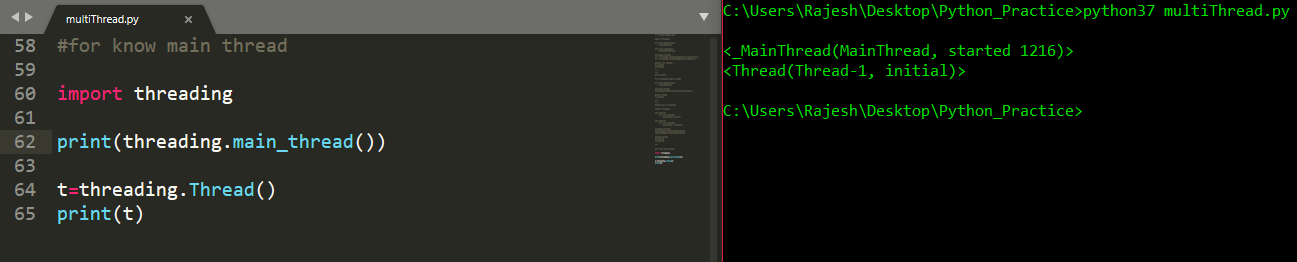 multiThread.py
58 #for know main thread
59
60 import threading
61
62 print(threading.main_thread())
63
64 t=threading.Thread()
65 print(t)
C:\Users\Rajesh\Desktop\Python_Practice>python37 multiThread.py
<_MainThread(MainThread, started 1216)>
<Thread(Thread-1, initial)>
C:\Users\Rajesh\Desktop\Python_Practice>